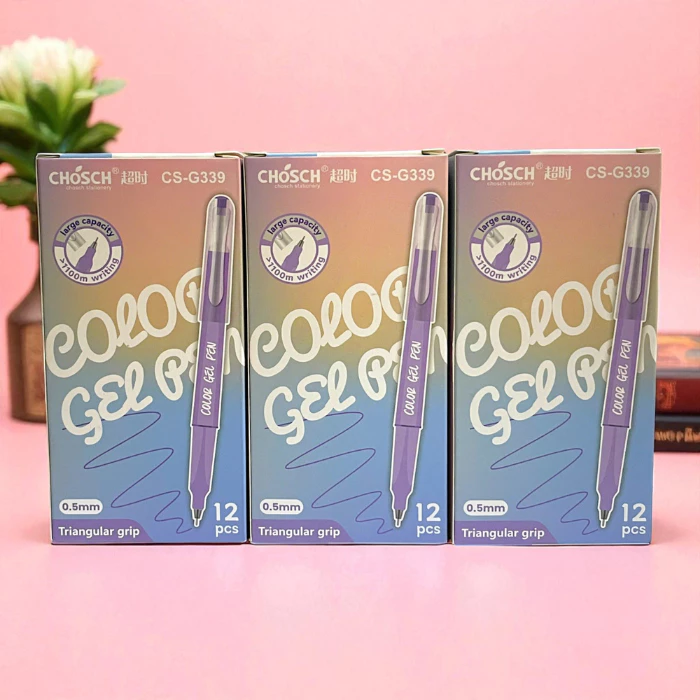 CHOSCH® 超时 CS-G339
chosch stationery
large capacity
>1100m writing
COLOR
GEL PEN
COLOR GEL PEN
0.5mm
12
pcs
Triangular grip
CHOSCH® 超时 CS-G339
chosch stationery
large capacity
>1100m writing
COLOR
GEL PEN
COLOR GEL PEN
0.5mm
12
pcs
Triangular grip
CHOSCH® 超时 CS-G339
chosch stationery
large capacity
>1100m writing
COLOR
GEL PEN
COLOR GEL PEN
0.5mm
12
pcs
Triangular grip